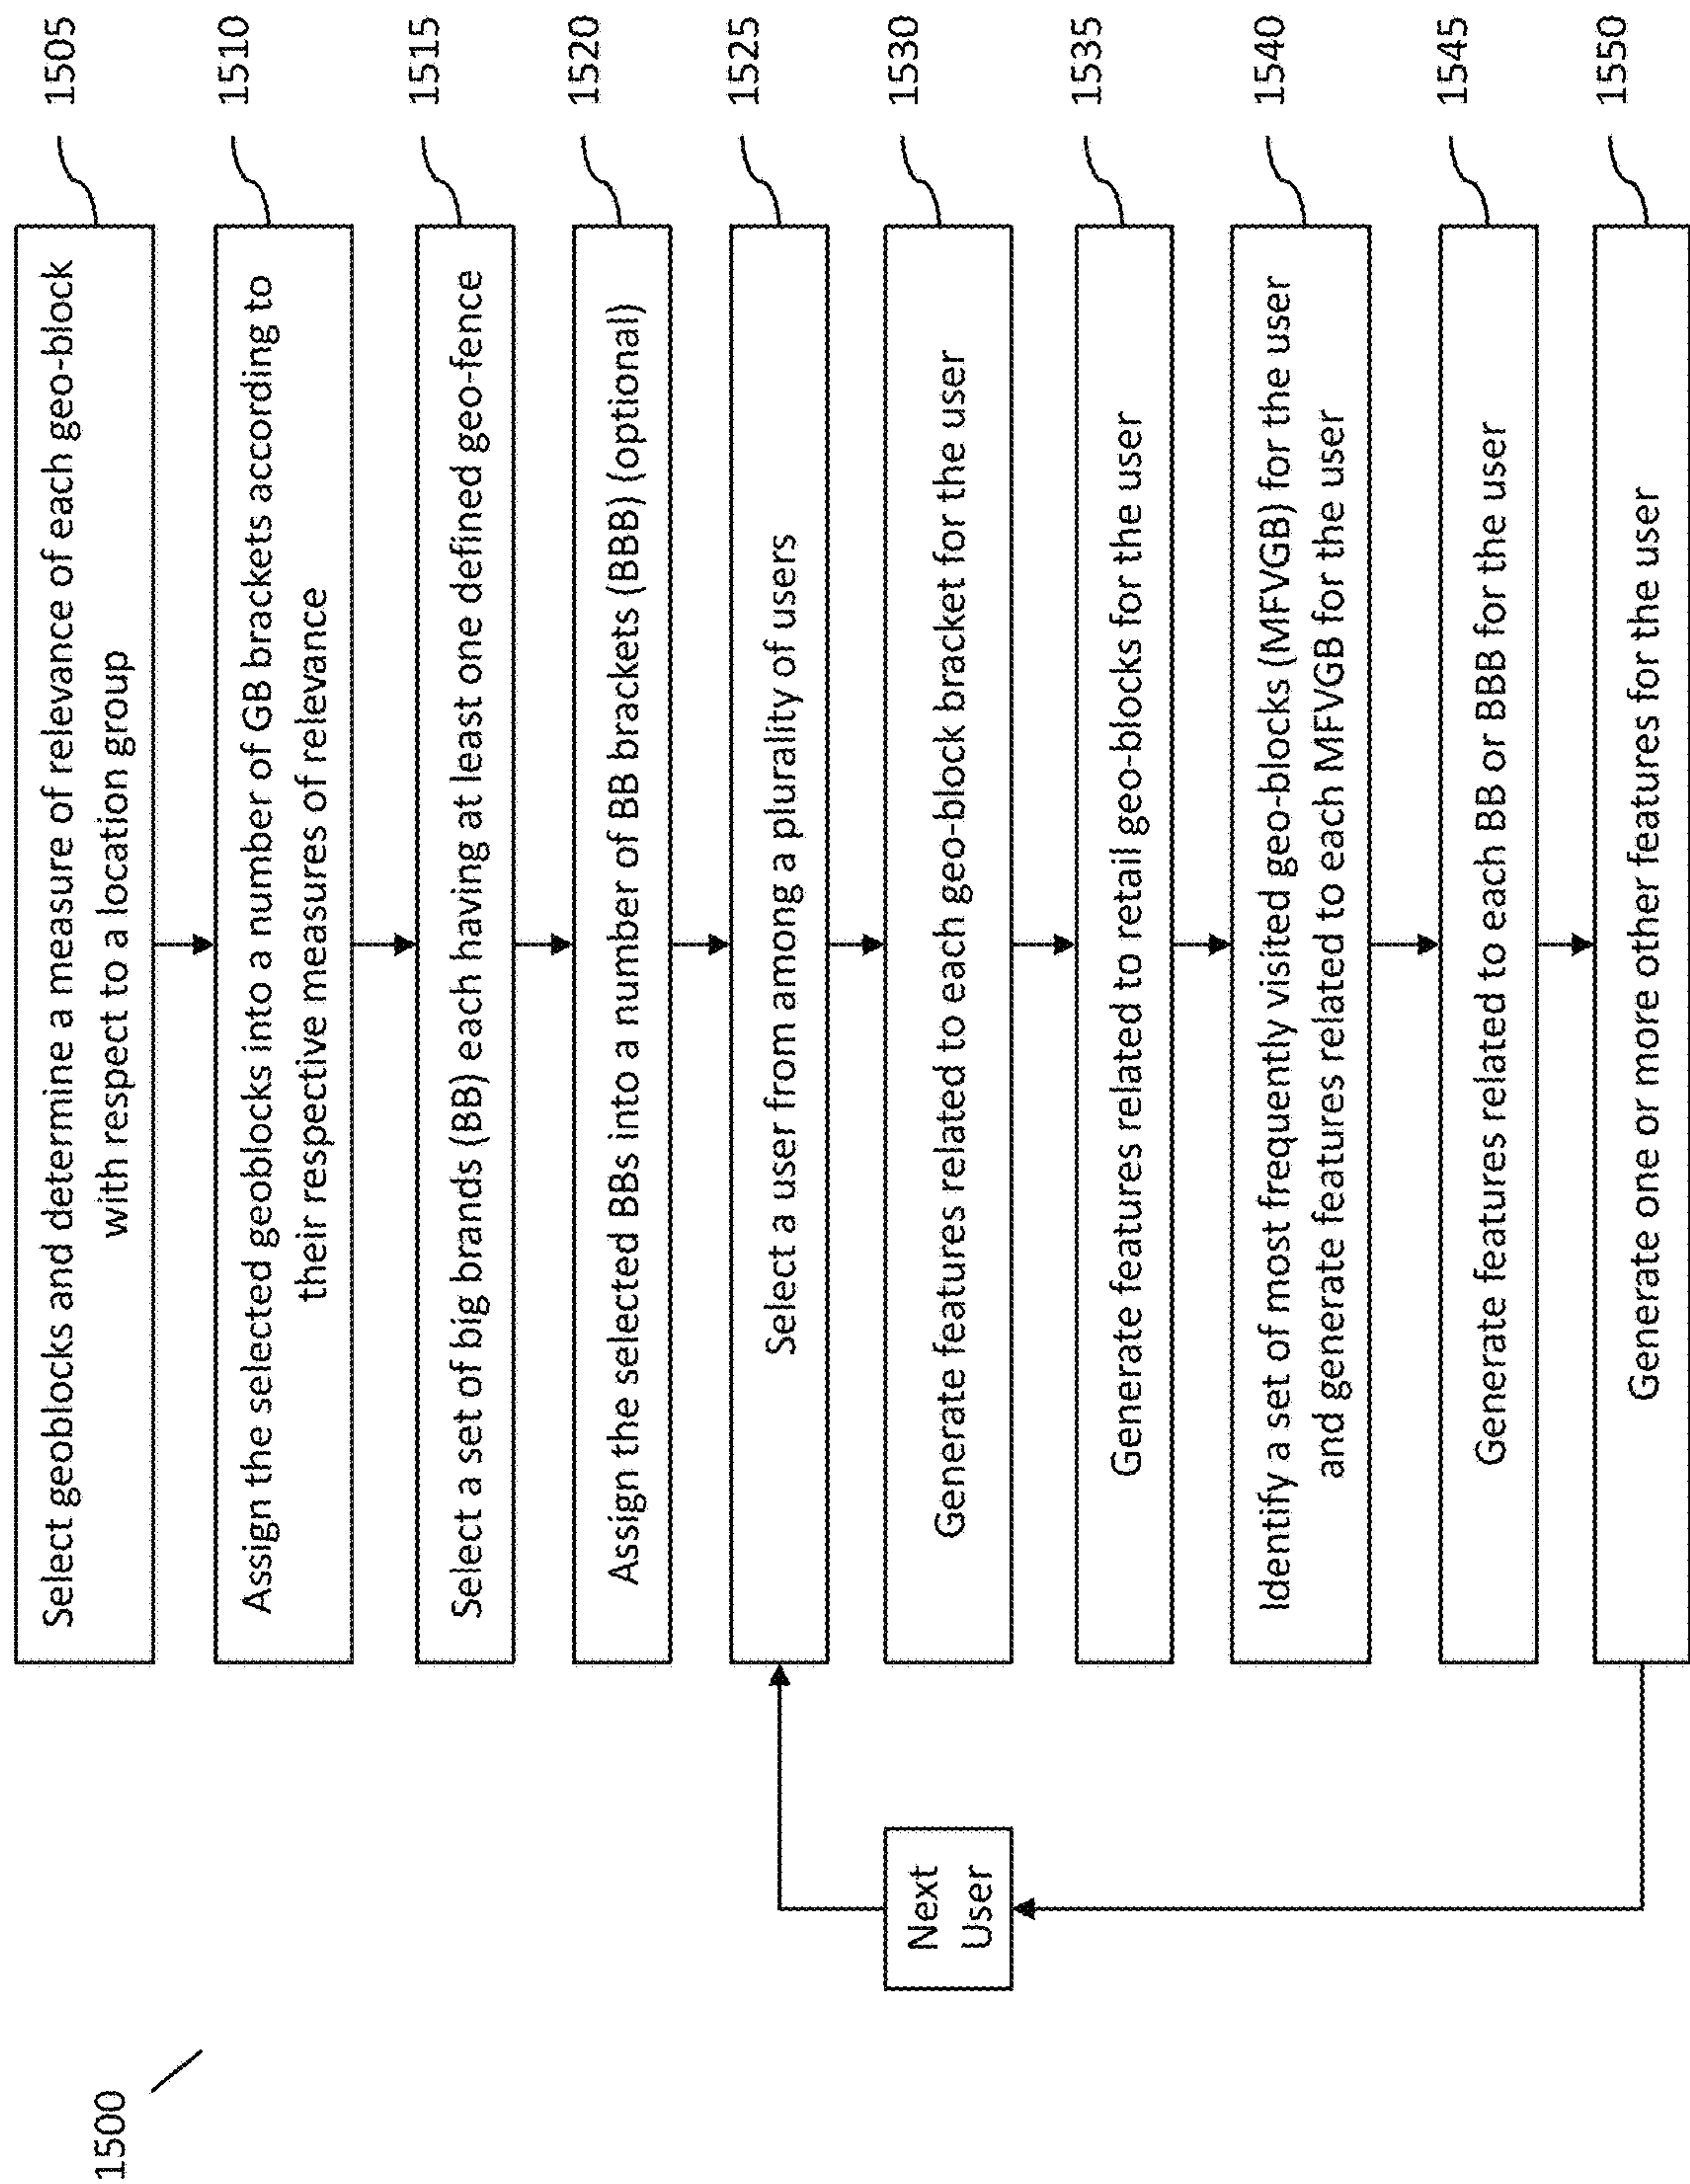 1500
Select geoblocks and determine a measure of relevance of each geo-block
with respect to a location group
1505
Assign the selected geoblocks into a number of GB brackets according to
their respective measures of relevance
1510
Select a set of big brands (BB) each having at least one defined geo-fence
1515
Assign the selected BBs into a number of BB brackets (BBB) (optional)
1520
Select a user from among a plurality of users
1525
Generate features related to each geo-block bracket for the user
1530
Generate features related to retail geo-blocks for the user
1535
Identify a set of most frequently visited geo-blocks (MFVGB) for the user
and generate features related to each MFVGB for the user
1540
Generate features related to each BB or BBB for the user
1545
Generate one or more other features for the user
1550
Next
User